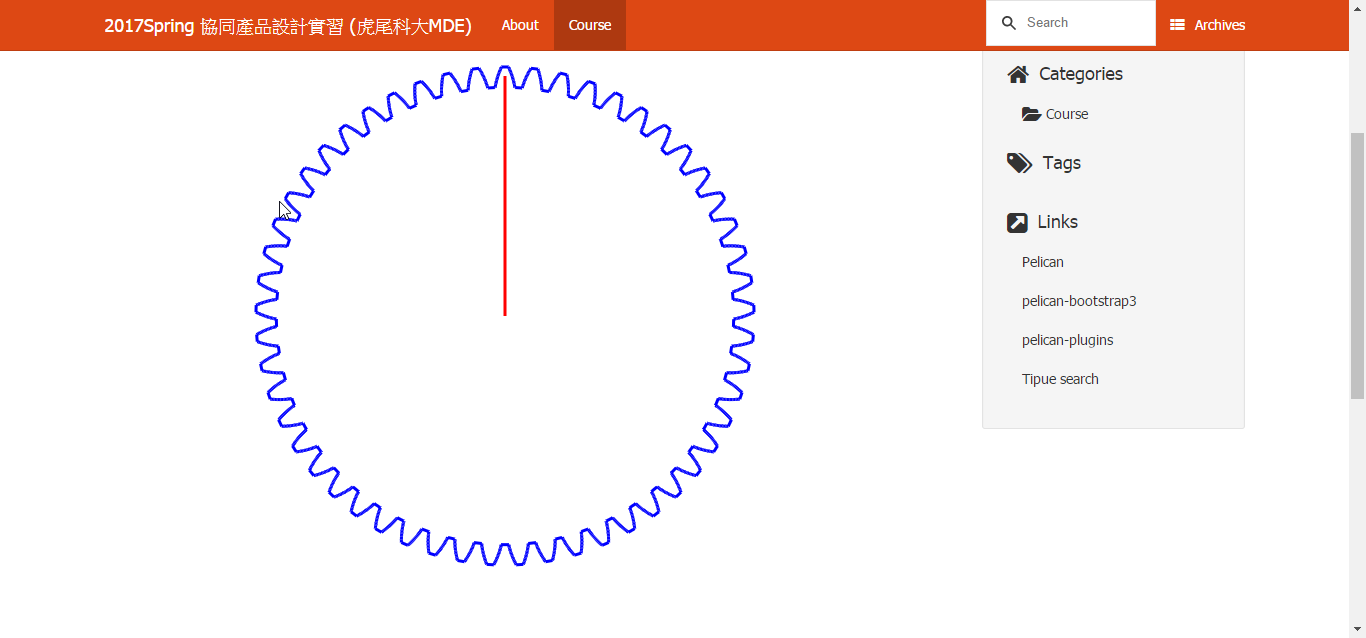 2017Spring 協同產品設計實習 (虎尾科大MDE)
About
Course
Search
Archives
Categories
Course
Tags
Links
Pelican
pelican-bootstrap3
pelican-plugins
Tipue search